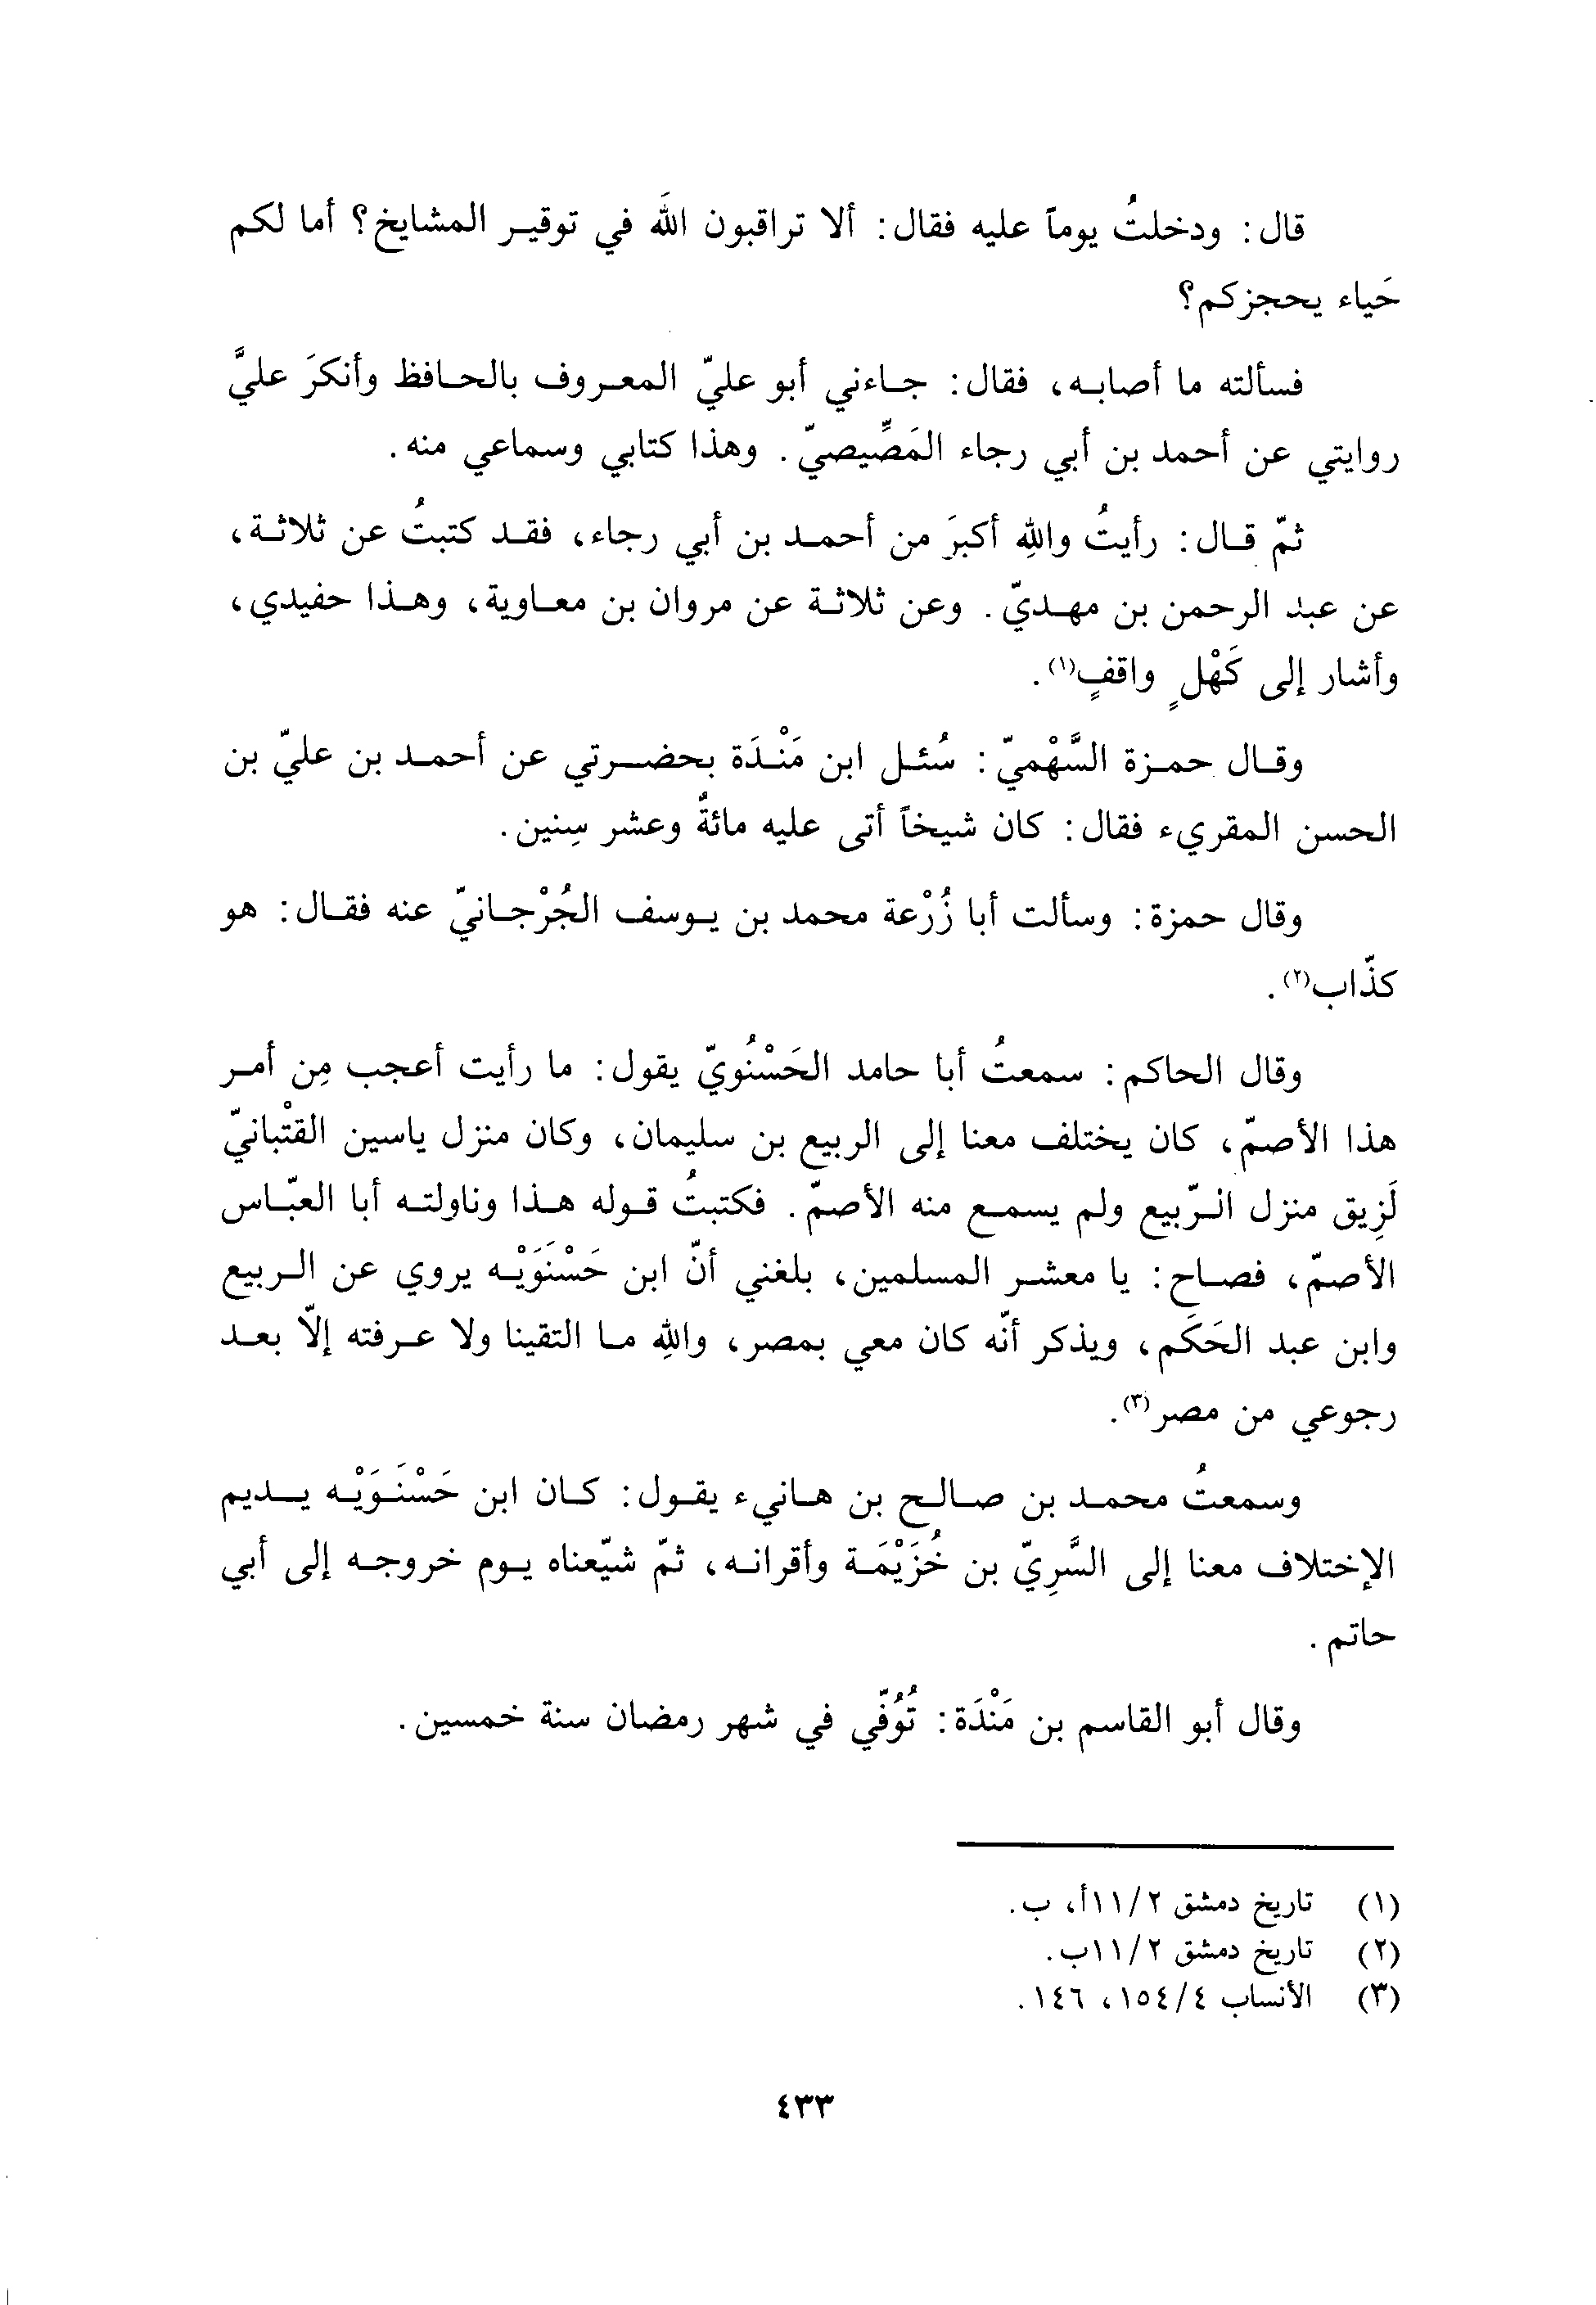 قال: ودخلتُ يوماً عليه فقال: ألا تراقبون الله في توقير المشايخ؟ أما لكم
حَياء يحجزكم؟
فسألته ما أصابه، فقال: جاءني أبو عليّ المعروف بالحافظ وأنكرَ عليَّ
روايتي عن أحمد بن أبي رجاء المَصِّيصيّ. وهذا كتابي وسماعي منه.
ثمّ قال: رأيتُ واللهِ أكبرَ من أحمد بن أبي رجاء، فقد كتبتُ عن ثلاثة،
عن عبد الرحمن بن مهديّ. وعن ثلاثة عن مروان بن معاوية، وهذا حفيدي،
وأشار إلى كَهْلٍ واقفٍ(١).
وقال حمزة السَّهْميّ: سُئل ابن مَنْدَة بحضرتي عن أحمد بن عليّ بن
الحسن المقريء فقال: كان شيخاً أتى عليه مائةٌ وعشر سِنين.
وقال حمزة: وسألت أبا زُرْعة محمد بن يوسف الجُرْجانيّ عنه فقال: هو
كذّاب(٢).
وقال الحاكم: سمعتُ أبا حامد الحَسْنُويّ يقول: ما رأيت أعجب مِن أمر
هذا الأصمّ، كان يختلف معنا إلى الربيع بن سليمان، وكان منزل ياسين القتْبانيّ
لَزِيق منزل الرّبيع ولم يسمع منه الأصمّ. فكتبتُ قوله هذا وناولته أبا العبّاس
الأصمّ، فصاح: يا معشر المسلمين، بلغني أنّ ابن حَسْنَوَيْه يروي عن الربيع
وابن عبد الحَكَم، ويذكر أنّه كان معي بمصر، واللهِ ما التقينا ولا عرفته إلاّ بعد
رجوعي من مصر(٣).
وسمعتُ محمد بن صالح بن هانيء يقول: كان ابن حَسْنَوَيْه يديم
الإختلاف معنا إلى السَّرِيّ بن خُزَيْمَة وأقرانه، ثمّ شيّعناه يوم خروجه إلى أبي
حاتم.
وقال أبو القاسم بن مَنْدَة: تُوُفّي في شهر رمضان سنة خمسين.
(١) تاريخ دمشق ٢/١١أ، ب.
(٢) تاريخ دمشق ٢/١١ب.
(٣) الأنساب ٤/١٥٤، ١٤٦.
٤٣٣